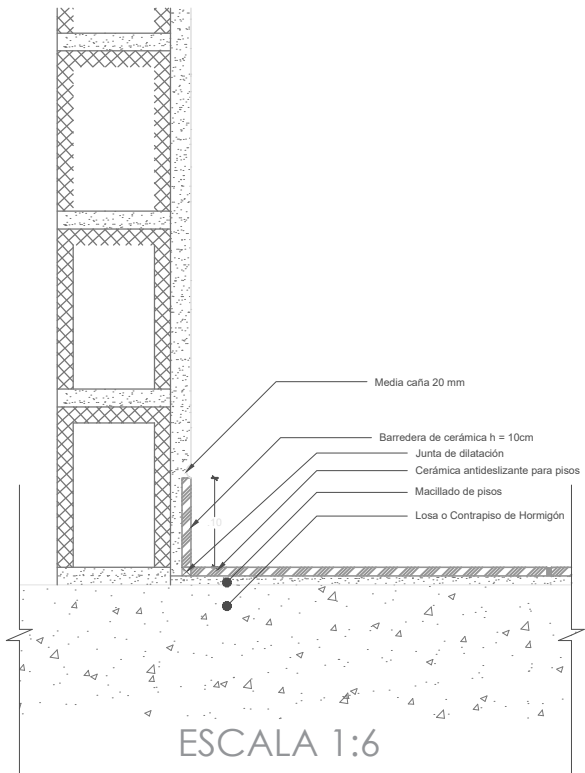 Media caña 20 mm
Barredera de cerámica h = 10cm
Junta de dilatación
Cerámica antideslizante para pisos
Macillado de pisos
10
Losa o Contrapiso de Hormigón
ESCALA 1:6